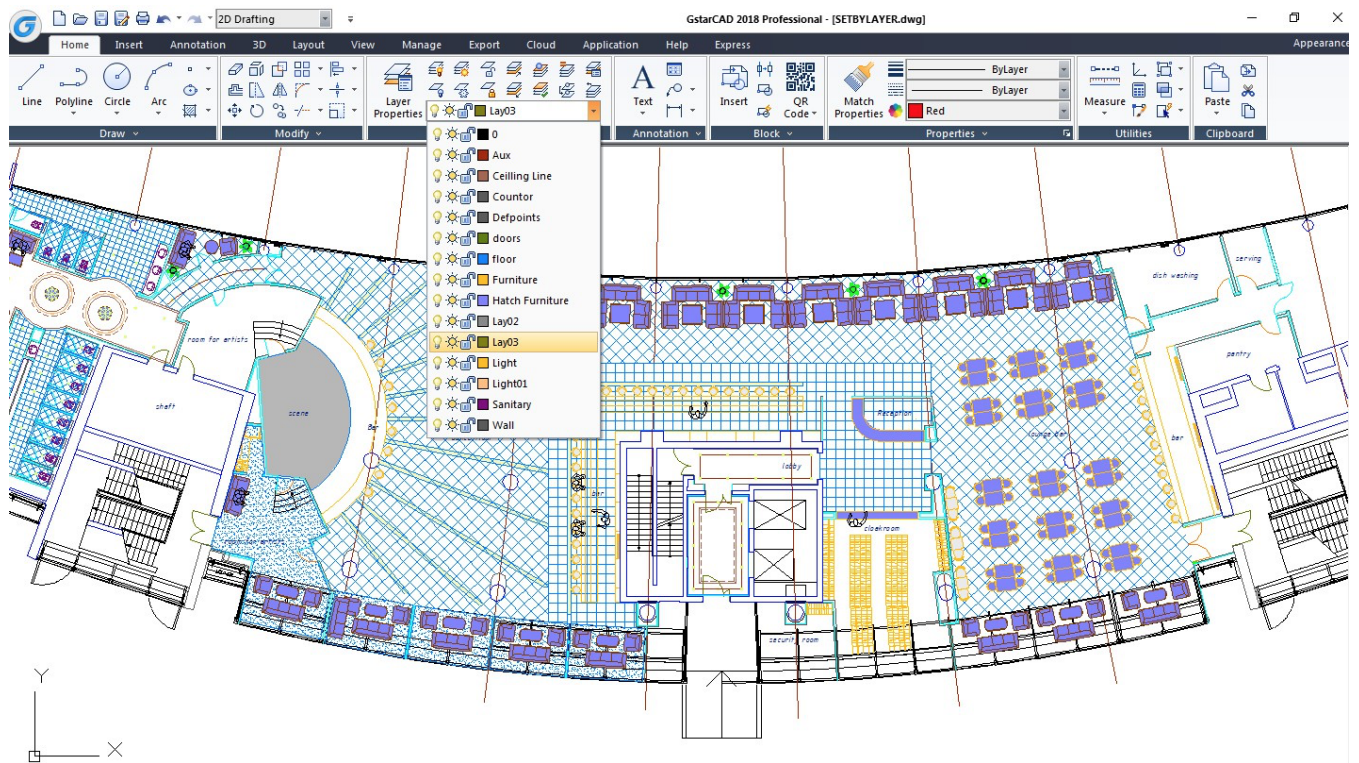 2D Drafting
GstarCAD 2018 Professional - [SETBYLAYER.dwg]
Home Insert Annotation 3D Layout View Manage Export Cloud Application Help Express Appearance
ByLayer
ByLayer
Red
Line Polyline Circle Arc
Layer
Properties
Lay03
Text
Insert
QR
Code
Match
Properties
Measure
Paste
Draw Modify Annotation Block Properties Utilities Clipboard
0
Aux
Ceilling Line
Countor
Defpoints
doors
floor
Furniture
Hatch Furniture
Lay02
Lay03
Light
Light01
Sanitary
Wall
serving
dish washing
room for artists
pantry
shaft
scene
Bar
Reception
lounge bar
bar
lobby
bar
cloakroom
room for artists
security room
Y
X